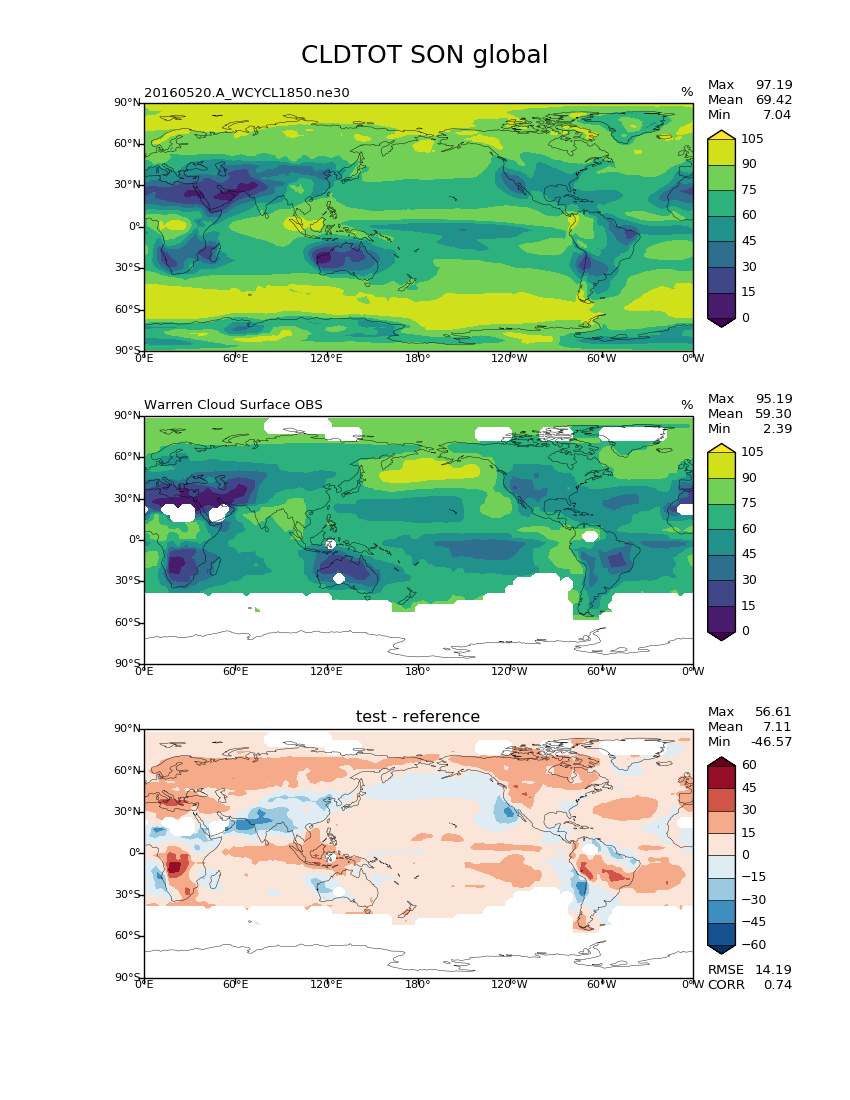 CLDTOT SON global
20160520.A_WCYCL1850.ne30
%
Max 97.19
Mean 69.42
Min 7.04
90°N
60°N
30°N
0°
30°S
60°S
90°S
0°E 60°E 120°E 180° 120°W 60°W 0°W
105
90
75
60
45
30
15
0
Warren Cloud Surface OBS
%
Max 95.19
Mean 59.30
Min 2.39
90°N
60°N
30°N
0°
30°S
60°S
90°S
0°E 60°E 120°E 180° 120°W 60°W 0°W
105
90
75
60
45
30
15
0
test - reference
Max 56.61
Mean 7.11
Min -46.57
90°N
60°N
30°N
0°
30°S
60°S
90°S
0°E 60°E 120°E 180° 120°W 60°W 0°W
60
45
30
15
0
−15
−30
−45
−60
RMSE 14.19
CORR 0.74